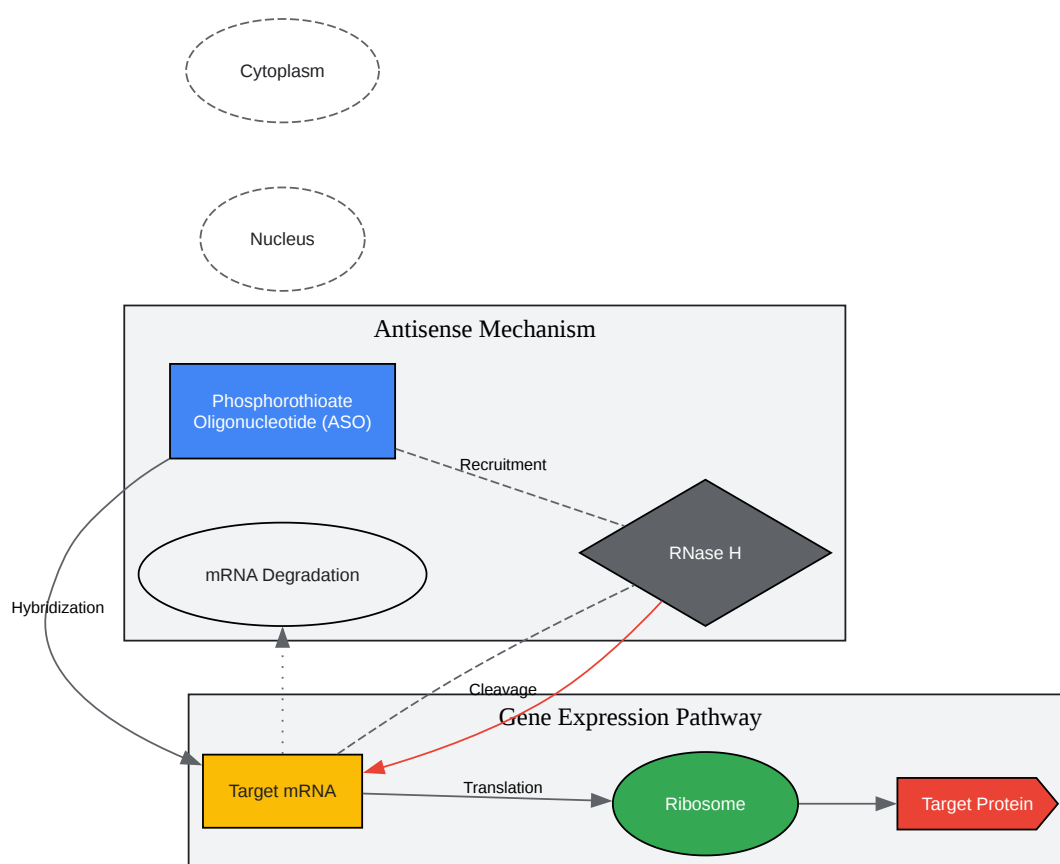 Cytoplasm
Nucleus
Antisense Mechanism
Phosphorothioate
Oligonucleotide (ASO)
Recruitment
RNase H
mRNA Degradation
Hybridization
Cleavage
Gene Expression Pathway
Target mRNA
Translation
Ribosome
Target Protein